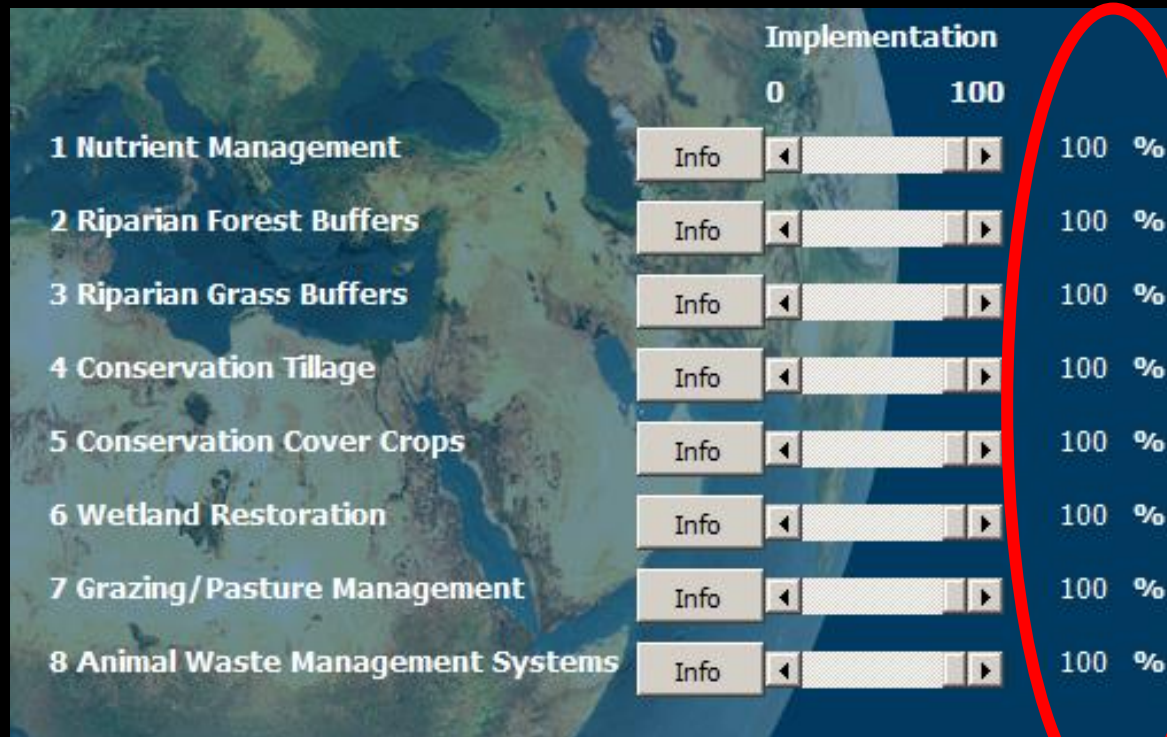 Implementation
0 100
1 Nutrient Management Info 100 %
2 Riparian Forest Buffers Info 100 %
3 Riparian Grass Buffers Info 100 %
4 Conservation Tillage Info 100 %
5 Conservation Cover Crops Info 100 %
6 Wetland Restoration Info 100 %
7 Grazing/Pasture Management Info 100 %
8 Animal Waste Management Systems Info 100 %